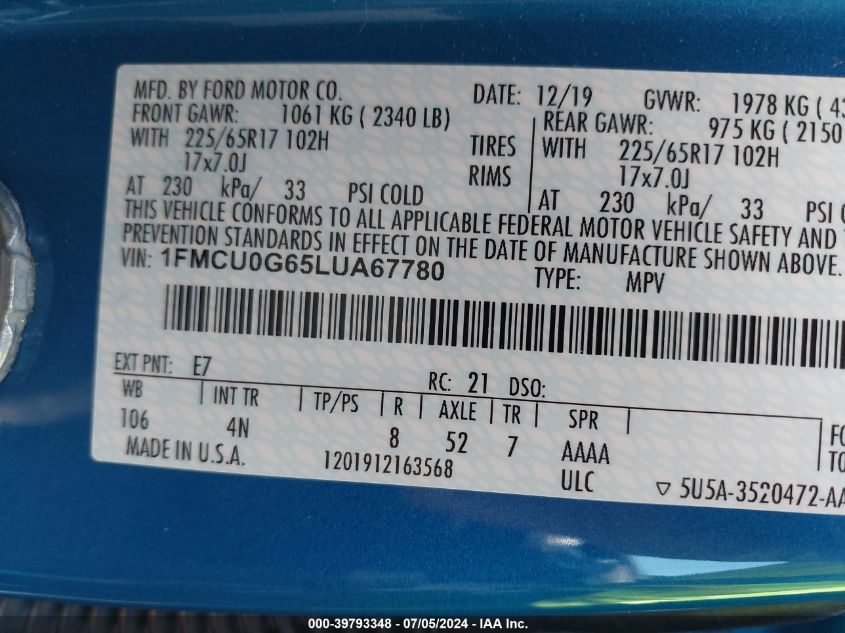 MFD. BY FORD MOTOR CO. DATE: 12/19 GVWR: 1978 KG ( 43
FRONT GAWR: 1061 KG ( 2340 LB) REAR GAWR: 975 KG ( 2150
WITH 225/65R17 102H TIRES WITH 225/65R17 102H
17x7.0J RIMS 17x7.0J
AT 230 kPa/ 33 PSI COLD AT 230 kPa/ 33 PSI C
THIS VEHICLE CONFORMS TO ALL APPLICABLE FEDERAL MOTOR VEHICLE SAFETY AND
PREVENTION STANDARDS IN EFFECT ON THE DATE OF MANUFACTURE SHOWN ABOVE.
VIN: 1FMCU0G65LUA67780 TYPE: MPV
EXT PNT: E7 RC: 21 DSO:
WB INT TR TP/PS R AXLE TR SPR
106 4N 8 52 7 AAAA
MADE IN U.S.A. 1201912163568 ULC
▽ 5U5A-3520472-AA
000-39793348 - 07/05/2024 - IAA Inc.